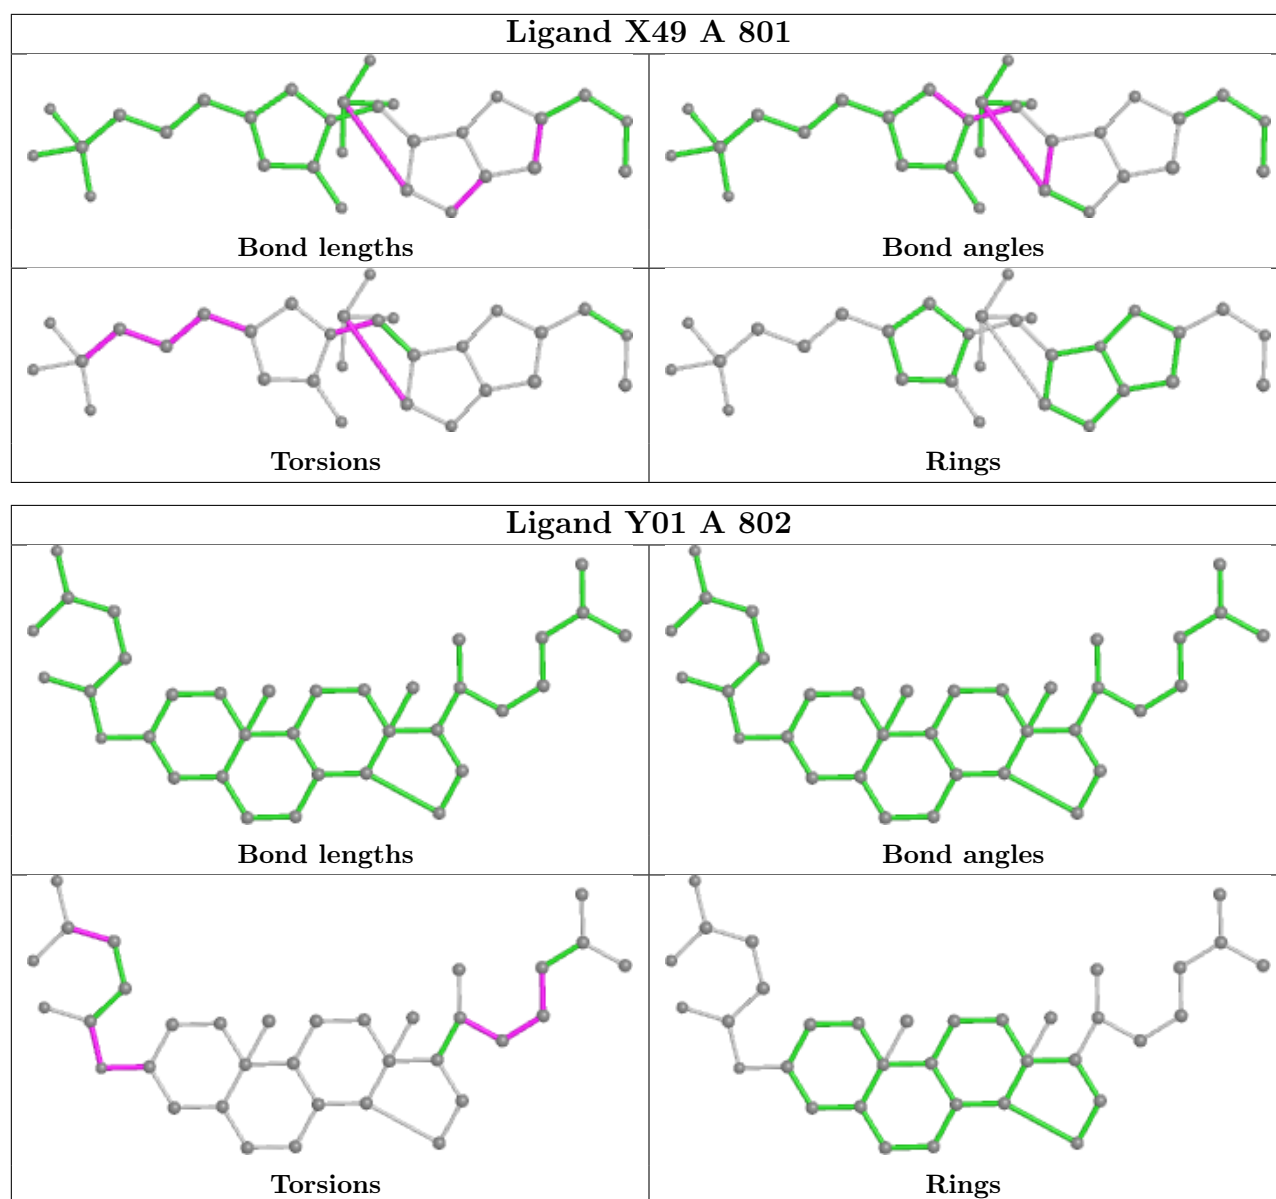 Ligand X49 A 801
Bond lengths
Bond angles
Torsions
Rings
Ligand Y01 A 802
Bond lengths
Bond angles
Torsions
Rings